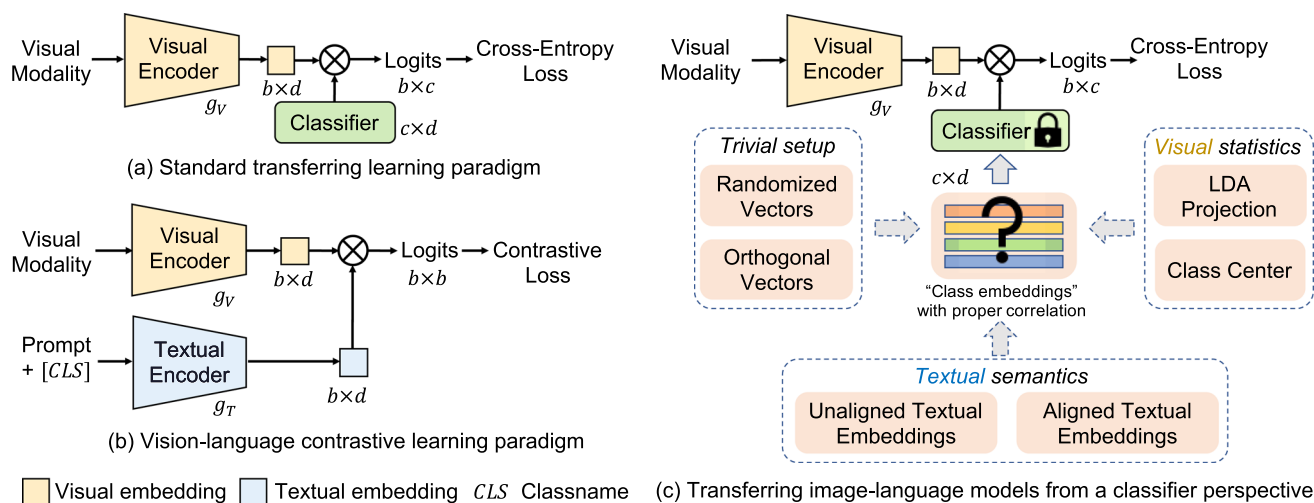 Visual
Modality
Visual
Encoder
g_V
b×d
Logits
b×c
Cross-Entropy
Loss
Classifier
c×d
(a) Standard transferring learning paradigm
Visual
Modality
Visual
Encoder
g_V
b×d
Logits
b×b
Contrastive
Loss
Prompt
+ [CLS]
Textual
Encoder
g_T
b×d
(b) Vision-language contrastive learning paradigm
Visual embedding
Textual embedding
CLS Classname
Visual
Modality
Visual
Encoder
g_V
b×d
Logits
b×c
Cross-Entropy
Loss
Classifier
c×d
Trivial setup
Randomized
Vectors
Orthogonal
Vectors
?
"Class embeddings"
with proper correlation
Visual statistics
LDA
Projection
Class Center
Textual semantics
Unaligned Textual
Embeddings
Aligned Textual
Embeddings
(c) Transferring image-language models from a classifier perspective